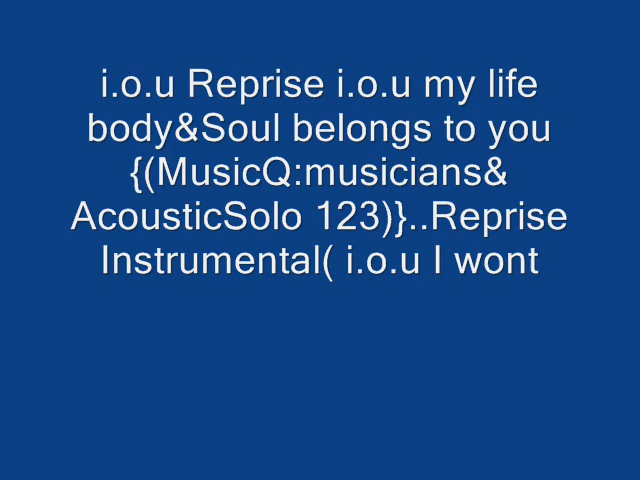 i.o.u Reprise i.o.u my life
body&Soul belongs to you
{(MusicQ:musicians&
AcousticSolo 123)}..Reprise
Instrumental( i.o.u I wont